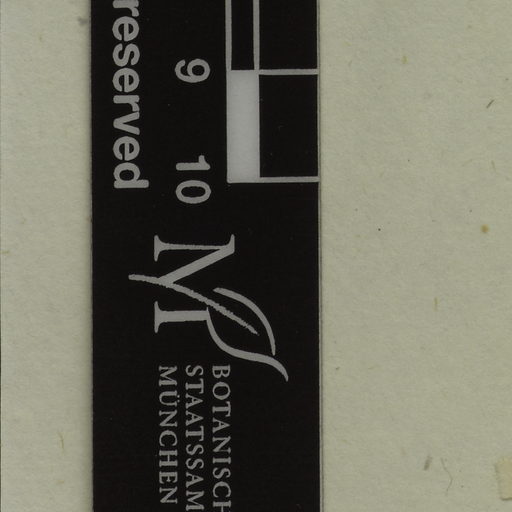 reserved
9 10
M
BOTANISCH
STAATSSAM
MÜNCHEN